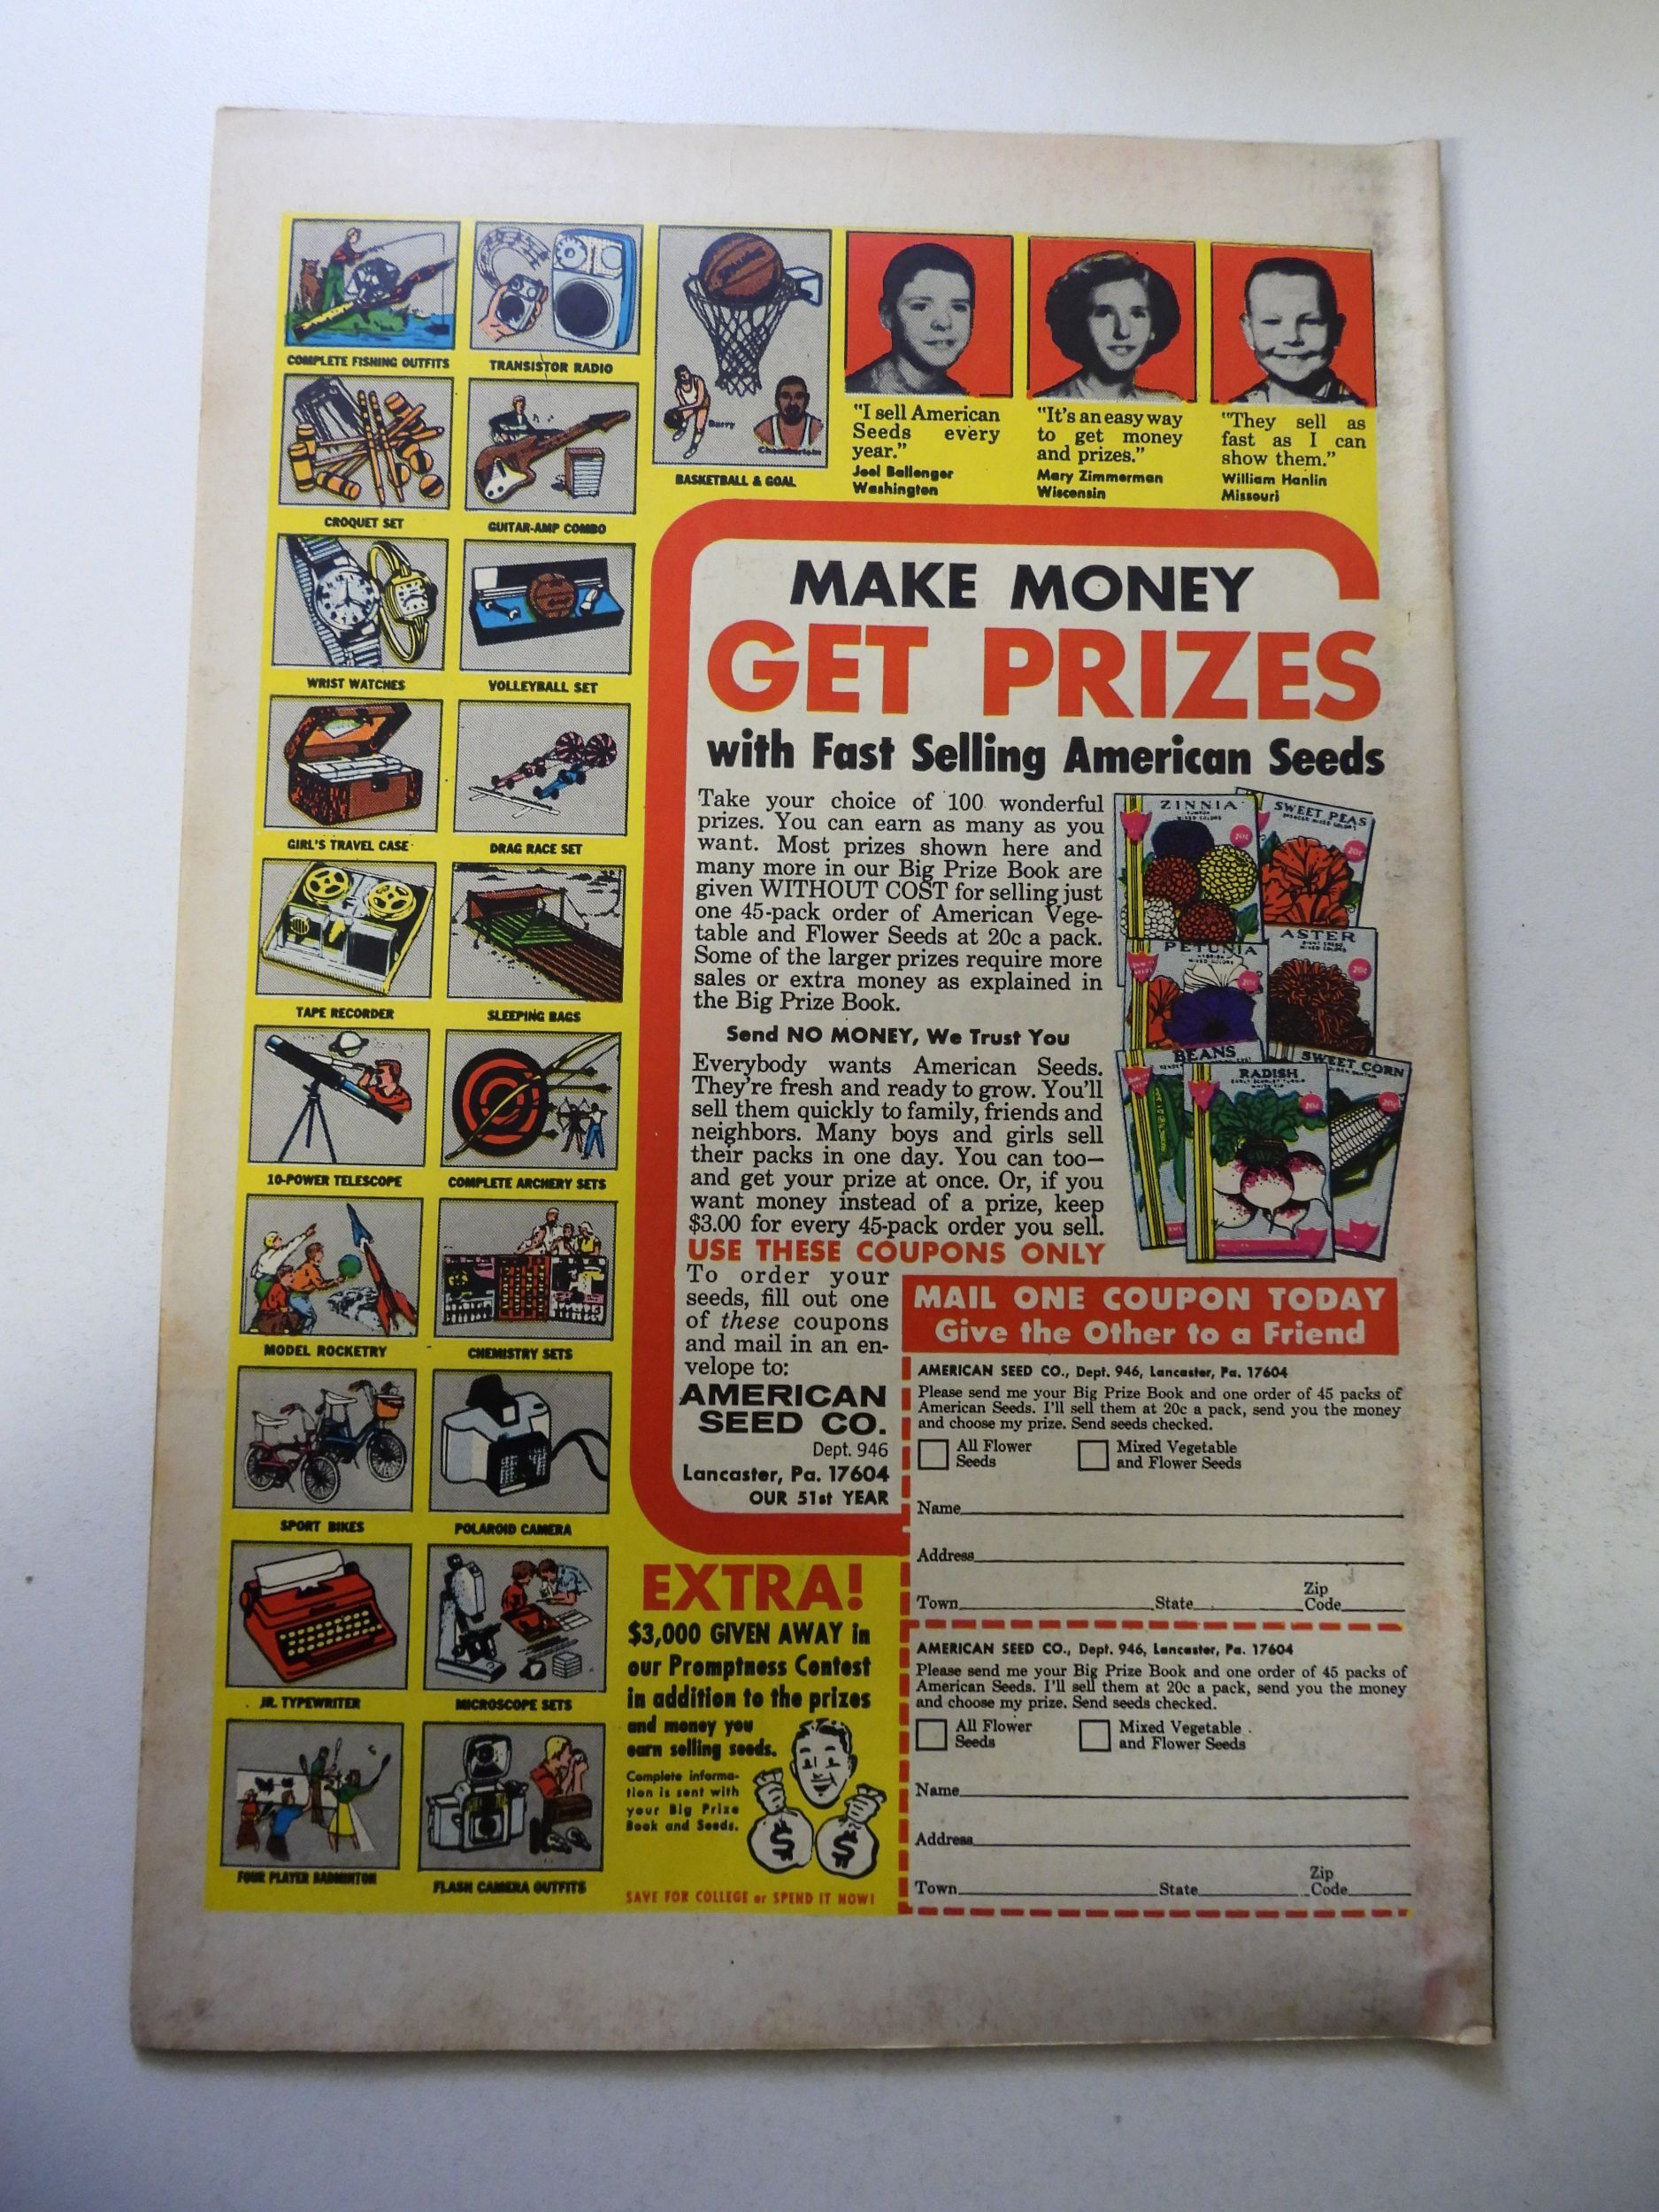 COMPLETE FISHING OUTFITS
TRANSISTOR RADIO
CROQUET SET
GUITAR-AMP COMBO
WRIST WATCHES
VOLLEYBALL SET
GIRL'S TRAVEL CASE
DRAG RACE SET
TAPE RECORDER
SLEEPING BAGS
10-POWER TELESCOPE
COMPLETE ARCHERY SETS
MODEL ROCKETRY
CHEMISTRY SETS
SPORT BIKES
POLAROID CAMERA
JR. TYPEWRITER
MICROSCOPE SETS
FOUR PLAYER BADMINTON
FLASH CAMERA OUTFITS
Barry
Chamberlain
BASKETBALL & GOAL
"I sell American
Seeds every
year."
Joel Ballenger
Washington
"It's an easy way
to get money
and prizes."
Mary Zimmerman
Wisconsin
"They sell as
fast as I can
show them."
William Hanlin
Missouri
MAKE MONEY
GET PRIZES
with Fast Selling American Seeds
Take your choice of 100 wonderful
prizes. You can earn as many as you
want. Most prizes shown here and
many more in our Big Prize Book are
given WITHOUT COST for selling just
one 45-pack order of American Vege-
table and Flower Seeds at 20c a pack.
Some of the larger prizes require more
sales or extra money as explained in
the Big Prize Book.
Send NO MONEY, We Trust You
Everybody wants American Seeds.
They're fresh and ready to grow. You'll
sell them quickly to family, friends and
neighbors. Many boys and girls sell
their packs in one day. You can too—
and get your prize at once. Or, if you
want money instead of a prize, keep
$3.00 for every 45-pack order you sell.
USE THESE COUPONS ONLY
To order your
seeds, fill out one
of these coupons
and mail in an en-
velope to:
AMERICAN
SEED CO.
Dept. 946
Lancaster, Pa. 17604
OUR 51st YEAR
ZINNIA
MIXED COLORS
20¢
SWEET PEAS
SPENCER MIXED COLORS
20¢
PETUNIA
MIXED COLORS
20¢
ASTER
MIXED COLORS
20¢
BEANS
RADISH
20¢
SWEET CORN
20¢
MAIL ONE COUPON TODAY
Give the Other to a Friend
AMERICAN SEED CO., Dept. 946, Lancaster, Pa. 17604
Please send me your Big Prize Book and one order of 45 packs of
American Seeds. I'll sell them at 20c a pack, send you the money
and choose my prize. Send seeds checked.
All Flower
Seeds
Mixed Vegetable
and Flower Seeds
Name
Address
Town State Zip Code
AMERICAN SEED CO., Dept. 946, Lancaster, Pa. 17604
Please send me your Big Prize Book and one order of 45 packs of
American Seeds. I'll sell them at 20c a pack, send you the money
and choose my prize. Send seeds checked.
All Flower
Seeds
Mixed Vegetable
and Flower Seeds
Name
Address
Town State Zip Code
EXTRA!
$3,000 GIVEN AWAY in
our Promptness Contest
in addition to the prizes
and money you
earn selling seeds.
Complete informa-
tion is sent with
your Big Prize
Book and Seeds.
$ $
SAVE FOR COLLEGE or SPEND IT NOW!